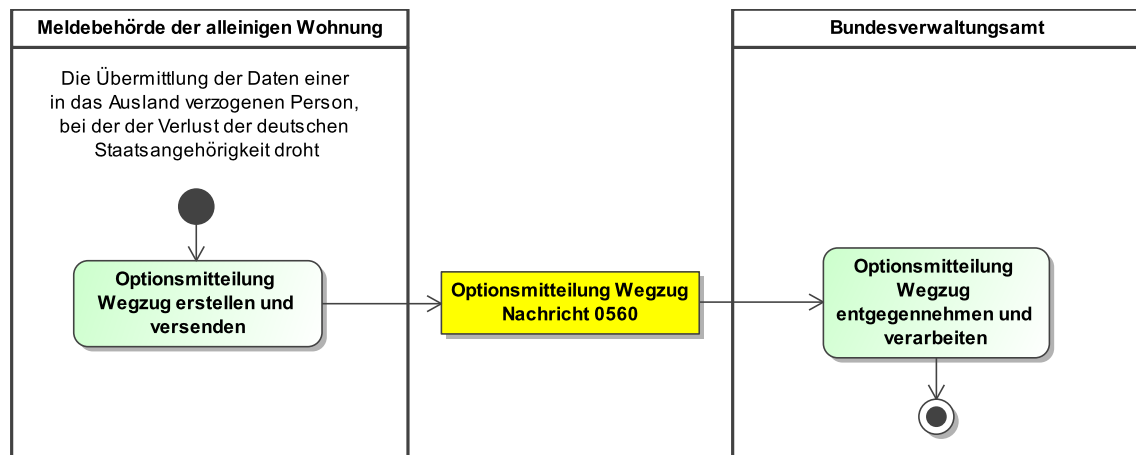 Meldebehörde der alleinigen Wohnung
Bundesverwaltungsamt
Die Übermittlung der Daten einer
in das Ausland verzogenen Person,
bei der der Verlust der deutschen
Staatsangehörigkeit droht
Optionsmitteilung
Wegzug erstellen und
versenden
Optionsmitteilung Wegzug
Nachricht 0560
Optionsmitteilung
Wegzug
entgegennehmen und
verarbeiten